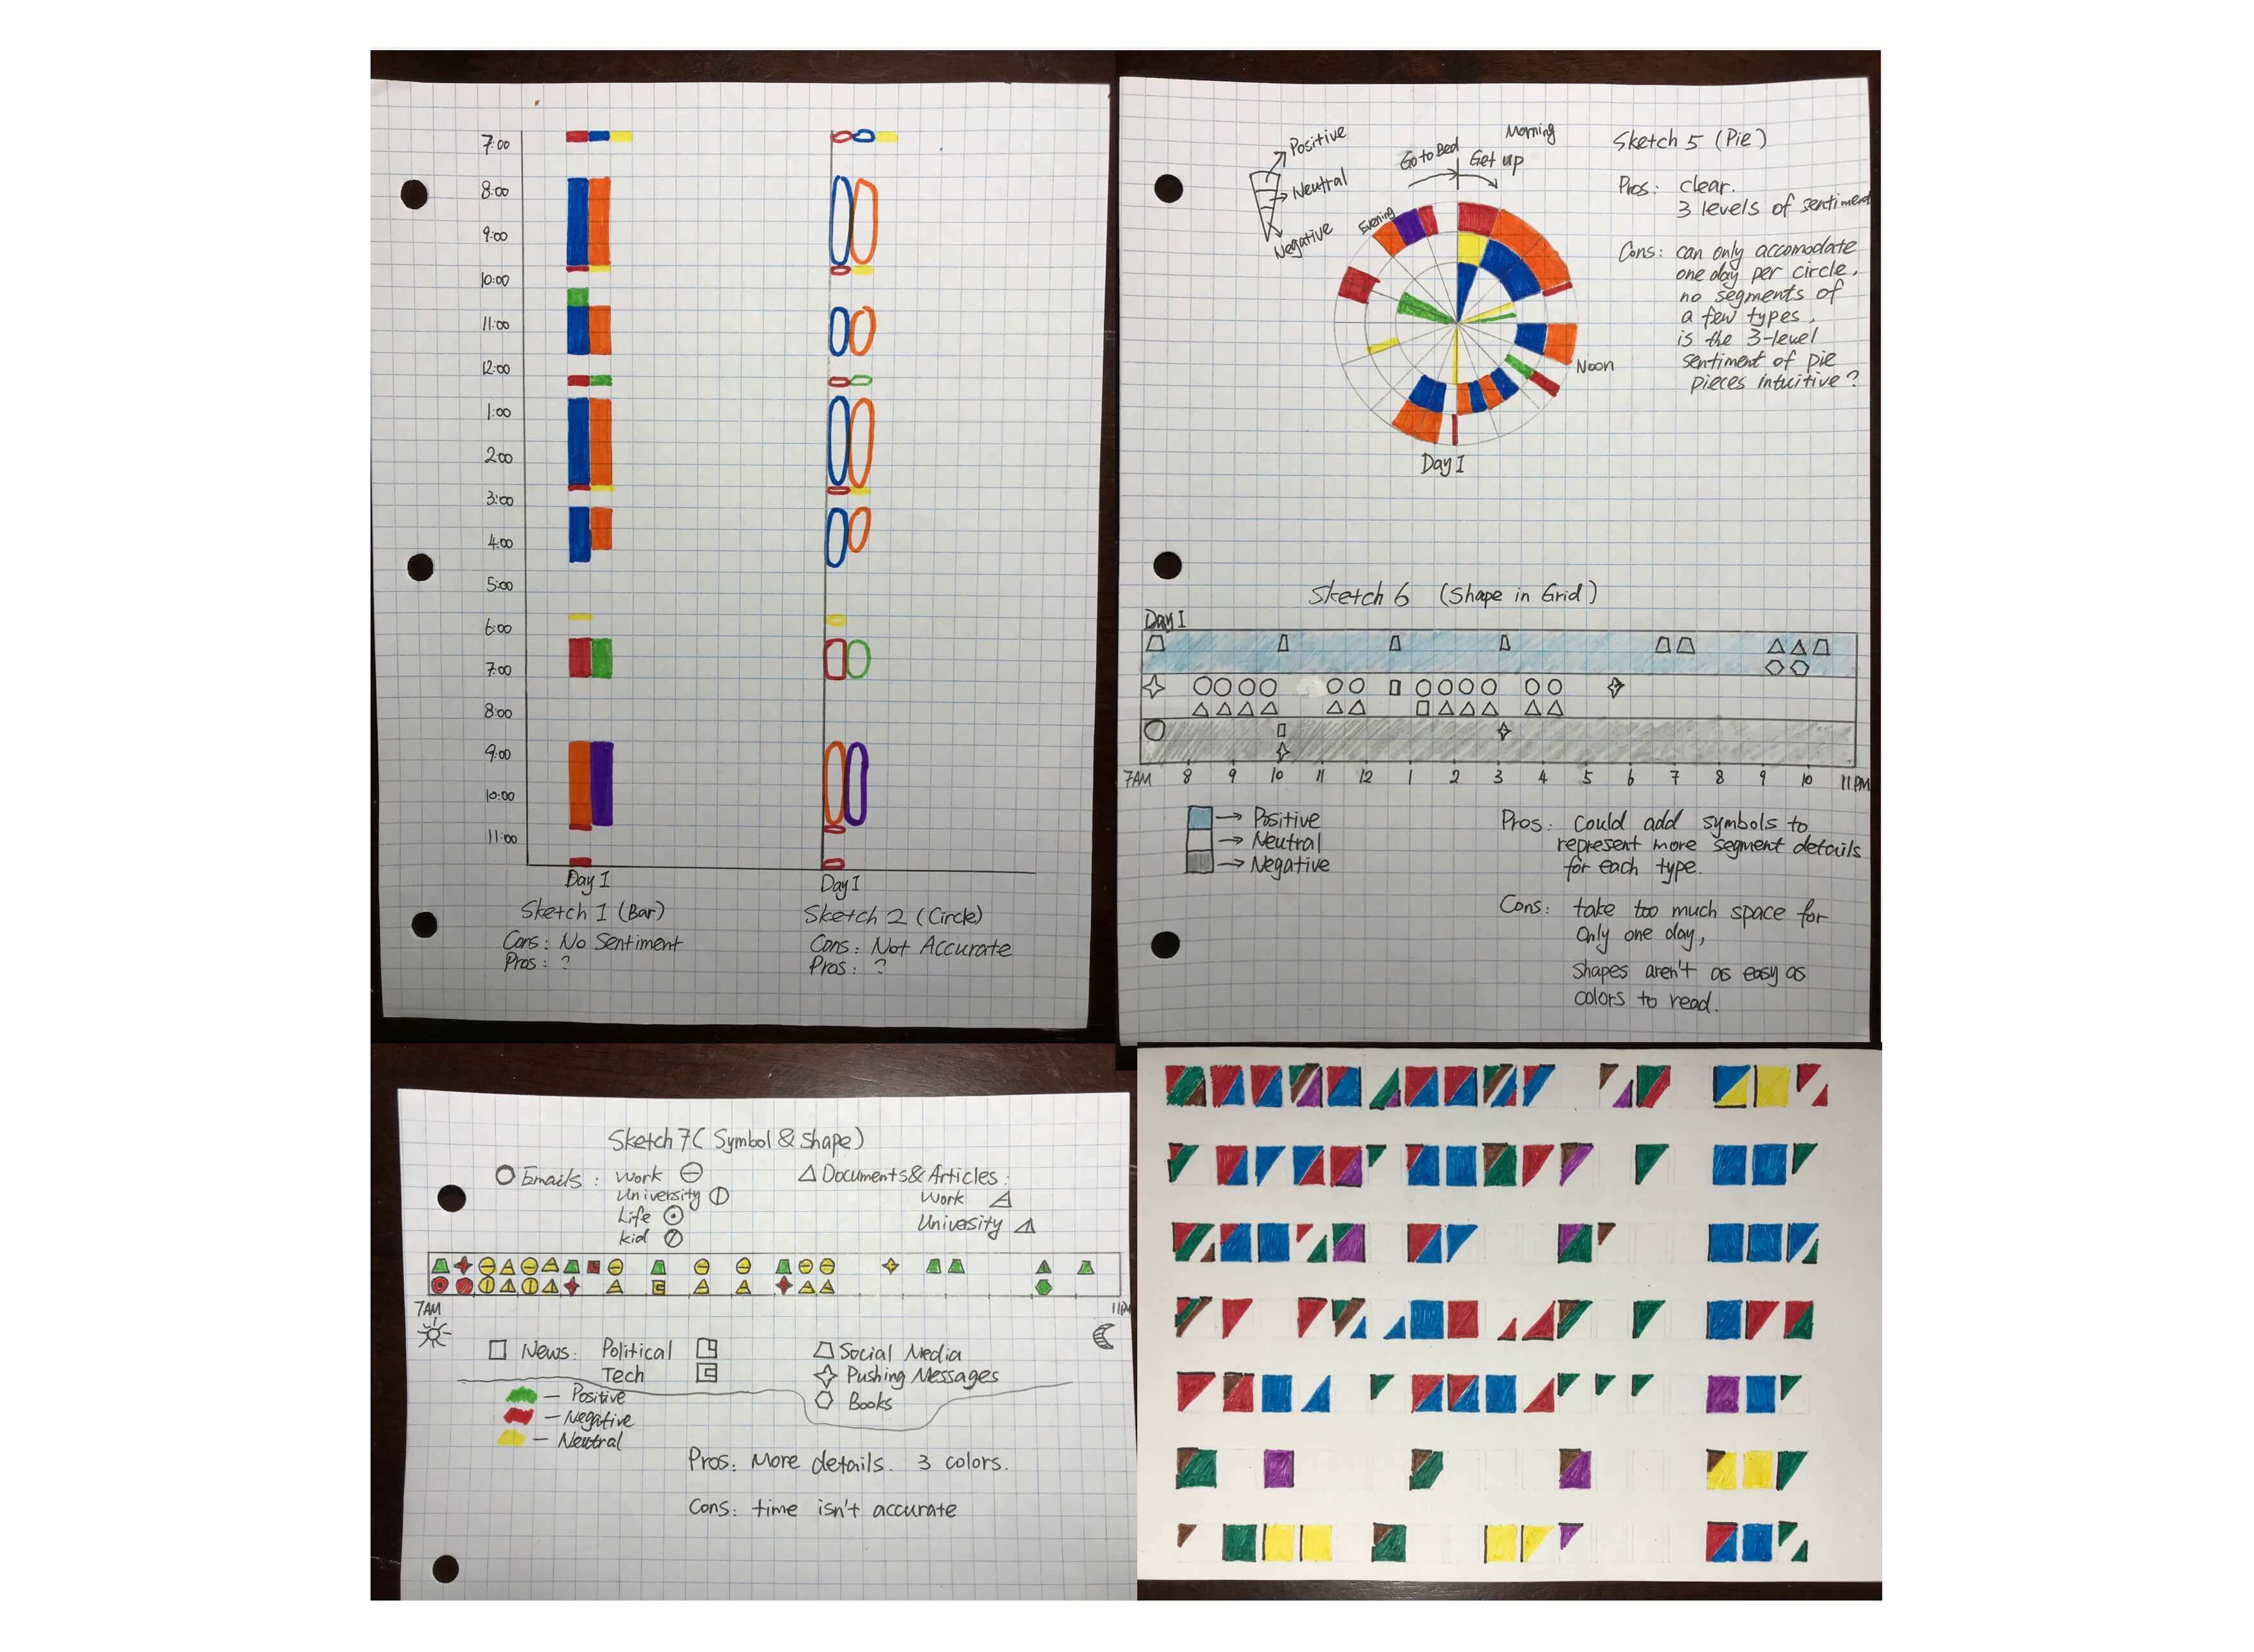 7:00
8:00
9:00
10:00
11:00
12:00
1:00
2:00
3:00
4:00
5:00
6:00
7:00
8:00
9:00
10:00
11:00
Day 1
Day 1
Sketch 1 (Bar)
Cons: No Sentiment
Pros: ?
Sketch 2 (Circle)
Cons: Not Accurate
Pros: ?
Positive
Neutral
Negative
Go to Bed
Get up
Morning
Evening
Noon
Day 1
Sketch 5 (Pie)
Pros: clear.
3 levels of sentiment
Cons: can only accomodate
one day per circle,
no segments of
a few types,
is the 3-level
sentiment of pie
pieces intuitive?
Sketch 6 (Shape in Grid)
Day 1
7AM 8 9 10 11 12 1 2 3 4 5 6 7 8 9 10 11PM
Positive
Neutral
Negative
Pros: Could add symbols to
represent more segment details
for each type.
Cons: take too much space for
only one day,
shapes aren't as easy as
colors to read.
Sketch 7 (Symbol & Shape)
Emails: Work
University
Life
kid
Documents & Articles:
Work
University
7AM
11PM
News: Political
Tech
Social Media
Pushing Messages
Books
— Positive
— Negative
— Neutral
Pros: More details. 3 colors.
Cons: time isn't accurate